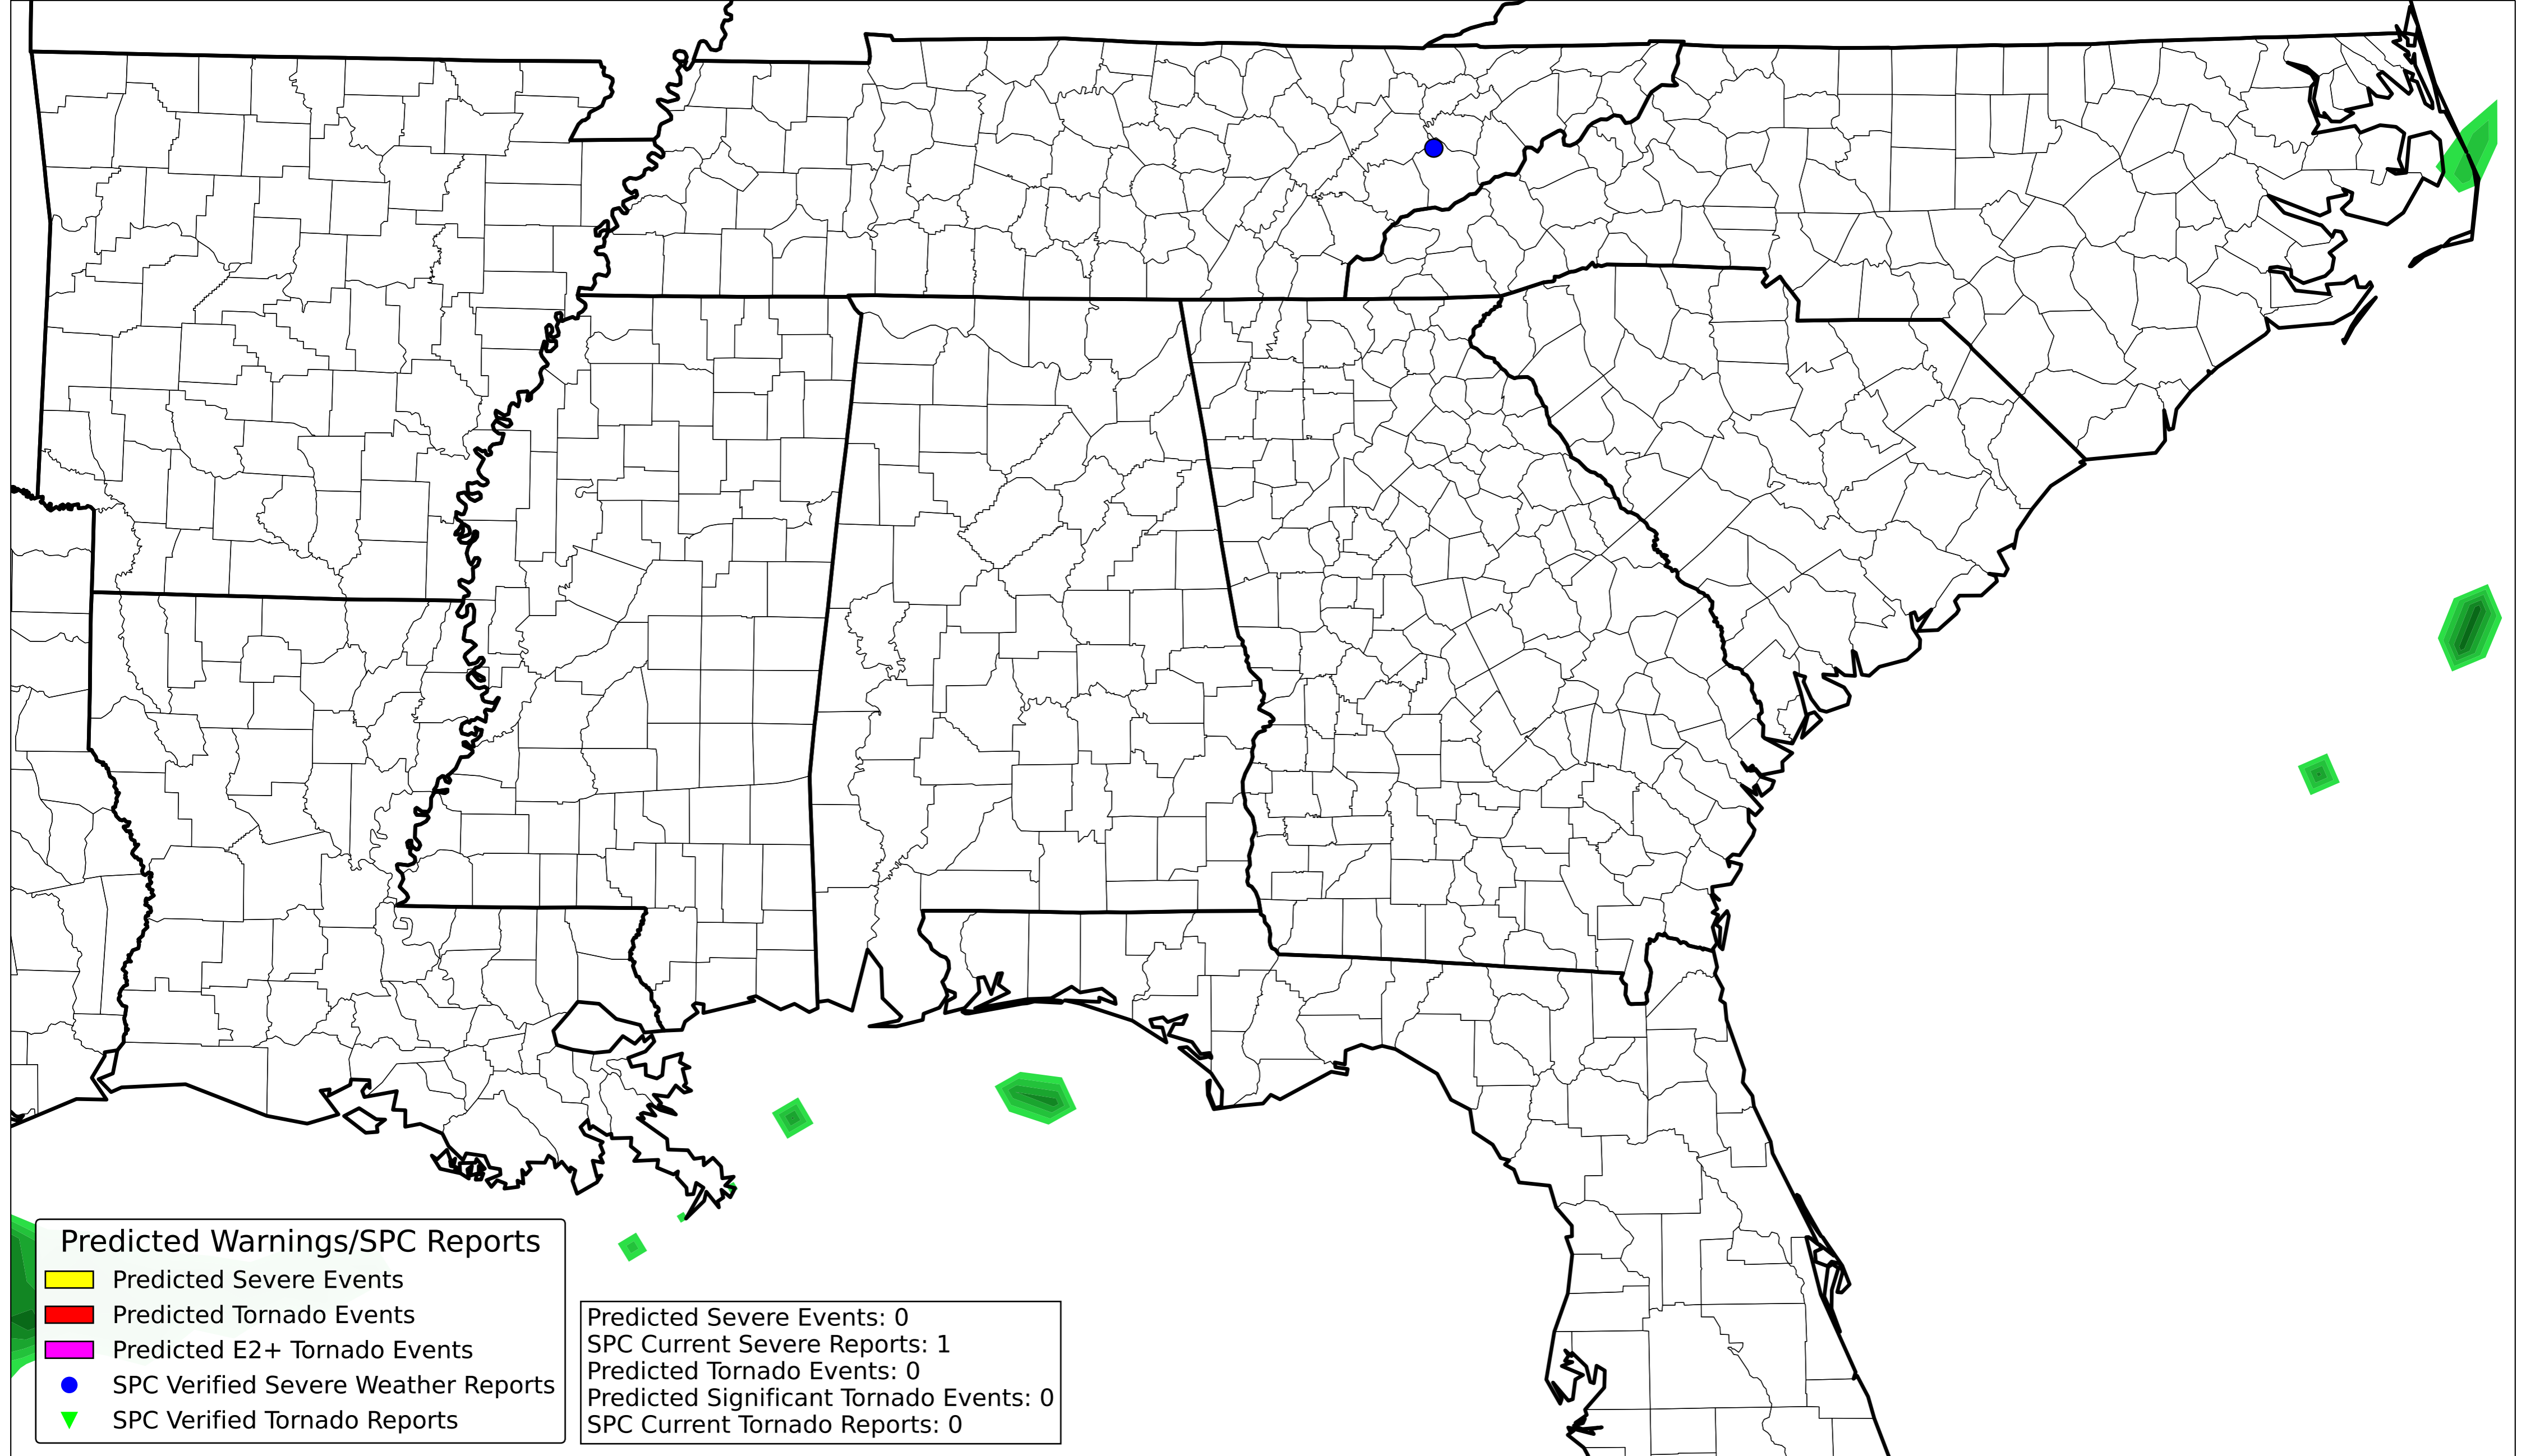 Predicted Warnings/SPC Reports
Predicted Severe Events
Predicted Tornado Events
Predicted E2+ Tornado Events
SPC Verified Severe Weather Reports
SPC Verified Tornado Reports
Predicted Severe Events: 0
SPC Current Severe Reports: 1
Predicted Tornado Events: 0
Predicted Significant Tornado Events: 0
SPC Current Tornado Reports: 0